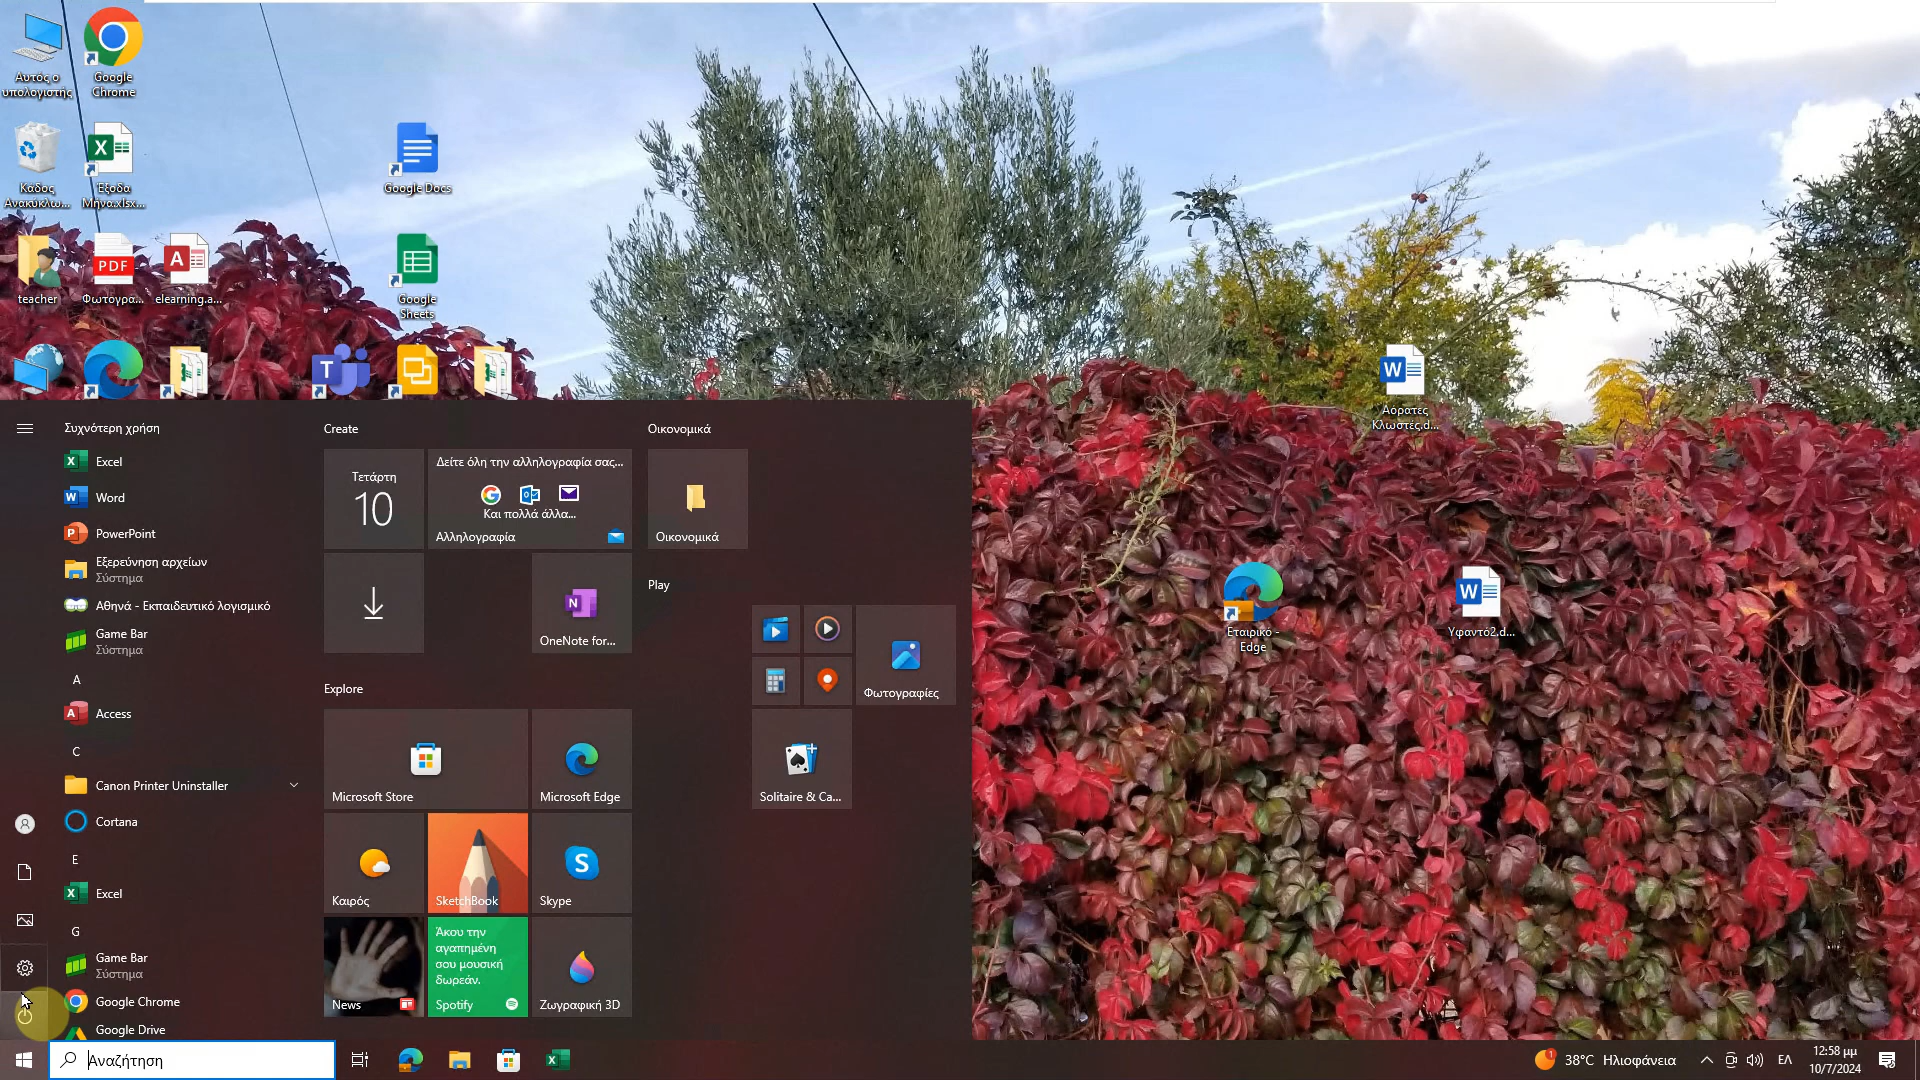 Αυτός ο
υπολογιστής
Google
Chrome
Κάδος
Ανακύκλω...
Έξοδα
Μήνα.xlsx...
Google Docs
teacher
PDF
Φωτογρα...
elearning.a...
Google
Sheets
Αόρατες
Κλωστές.d...
Εταιρικό -
Edge
Υφαντό2.d...
Συχνότερη χρήση
Excel
Word
PowerPoint
Εξερεύνηση αρχείων
Σύστημα
Αθηνά - Εκπαιδευτικό λογισμικό
Game Bar
Σύστημα
A
Access
C
Canon Printer Uninstaller
Cortana
E
Excel
G
Game Bar
Σύστημα
Google Chrome
Google Drive
Create
Τετάρτη
10
Δείτε όλη την αλληλογραφία σας...
Και πολλά άλλα...
Αλληλογραφία
OneNote for...
Explore
Microsoft Store
Microsoft Edge
Καιρός
SketchBook
Skype
News
Άκου την
αγαπημένη
σου μουσική
δωρεάν.
Spotify
Ζωγραφική 3D
Οικονομικά
Οικονομικά
Play
Φωτογραφίες
Solitaire & Ca...
Αναζήτηση
38°C Ηλιοφάνεια
ΕΛ
12:58 μμ
10/7/2024